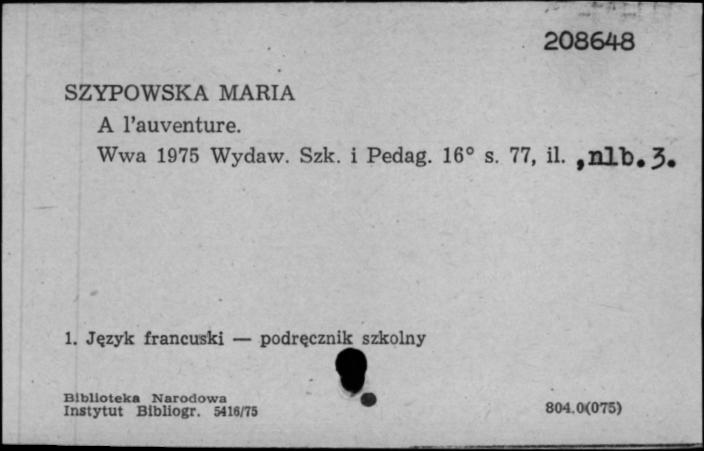 208648
SZYPOWSKA MARIA
A l'auventure.
Wwa 1975 Wydaw. Szk. i Pedag. 16° s. 77, il. ,nlb.3.
1. Język francuski — podręcznik szkolny
Biblioteka Narodowa
Instytut Bibliogr. 5416/75
804.0(075)